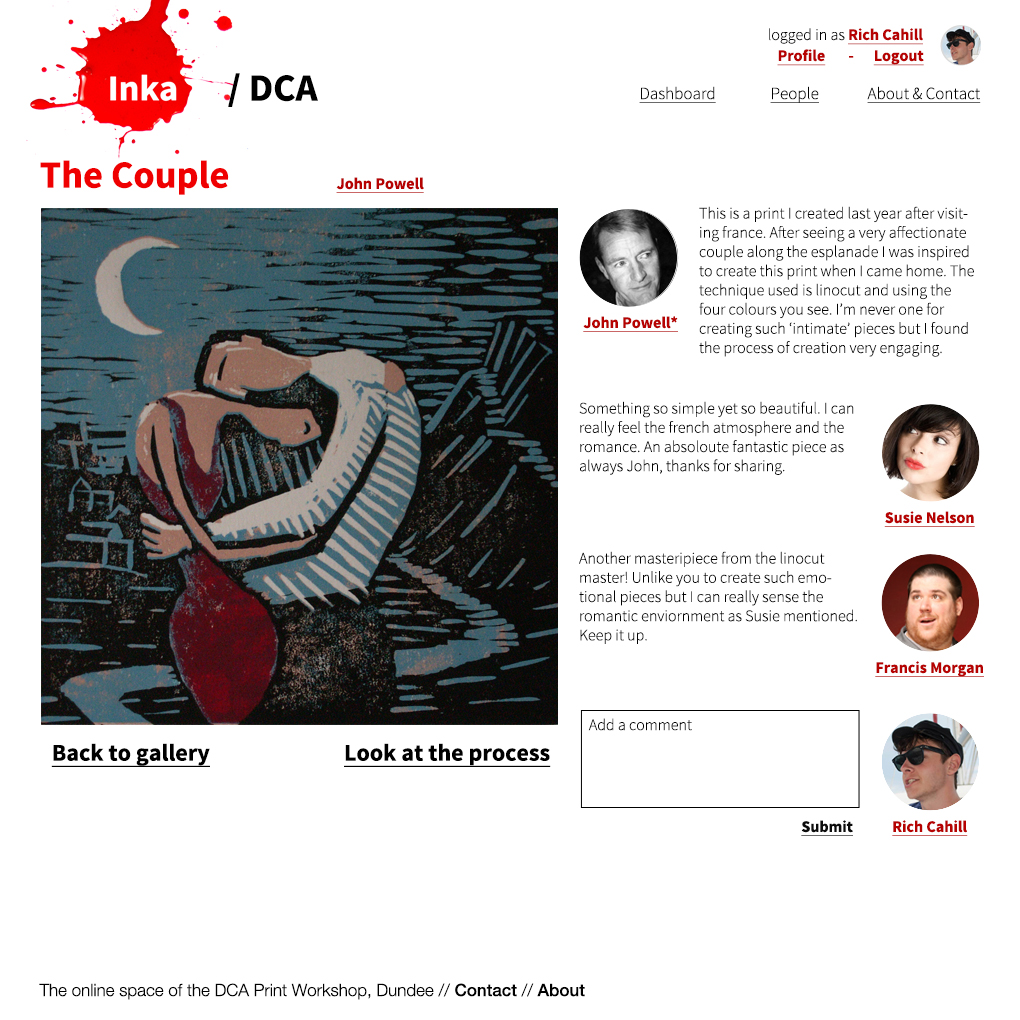 logged in as Rich Cahill
Profile - Logout
Inka / DCA
Dashboard People About & Contact
The Couple
John Powell
This is a print I created last year after visit-
ing france. After seeing a very affectionate
couple along the esplanade I was inspired
to create this print when I came home. The
technique used is linocut and using the
four colours you see. I’m never one for
creating such ‘intimate’ pieces but I found
the process of creation very engaging.
John Powell*
Something so simple yet so beautiful. I can
really feel the french atmosphere and the
romance. An absoloute fantastic piece as
always John, thanks for sharing.
Susie Nelson
Another masteripiece from the linocut
master! Unlike you to create such emo-
tional pieces but I can really sense the
romantic enviornment as Susie mentioned.
Keep it up.
Francis Morgan
Add a comment
Submit
Rich Cahill
Back to gallery Look at the process
The online space of the DCA Print Workshop, Dundee // Contact // About